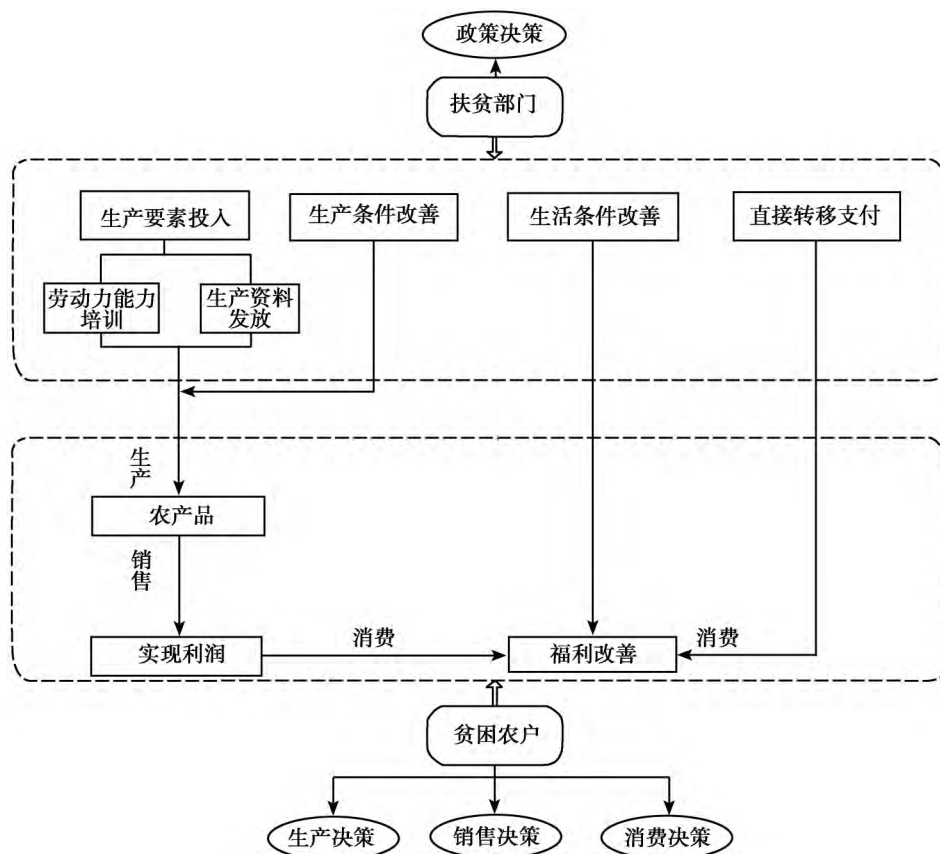 政策决策
扶贫部门
生产要素投入
生产条件改善
生活条件改善
直接转移支付
劳动力能力
培训
生产资料
发放
生产
农产品
销售
实现利润
消费
福利改善
消费
贫困农户
生产决策
销售决策
消费决策